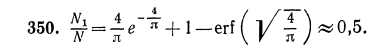 350. N₁/N = 4/π e^(-4/π) + 1 — erf(√(4/π)) ≈ 0,5.